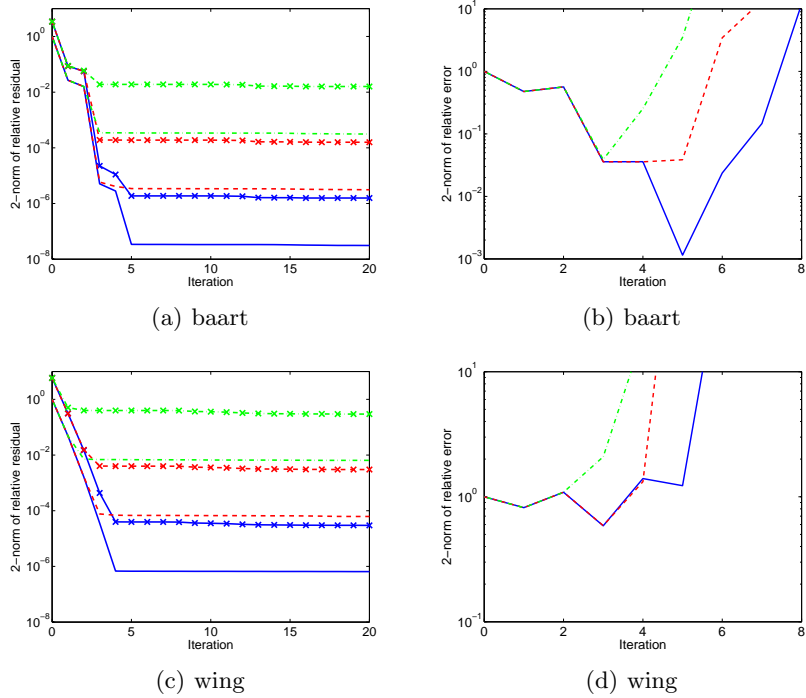 10^0
10^−2
10^−4
10^−6
10^−8
0 5 10 15 20
Iteration
2−norm of relative residual
(a) baart
10^1
10^0
10^−1
10^−2
10^−3
0 2 4 6 8
Iteration
2−norm of relative error
(b) baart
10^0
10^−2
10^−4
10^−6
10^−8
0 5 10 15 20
Iteration
2−norm of relative residual
(c) wing
10^1
10^0
10^−1
0 2 4 6 8
Iteration
2−norm of relative error
(d) wing